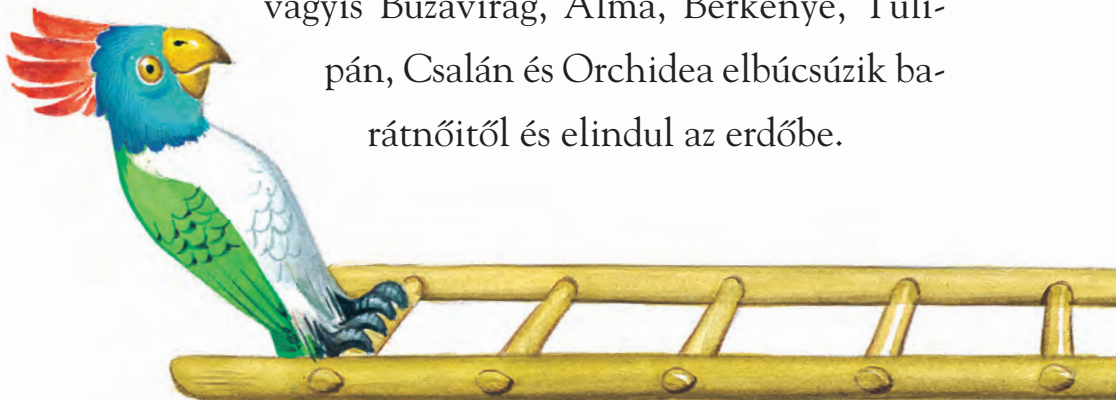 vagyis Búzavirág, Alma, Berkenye, Tuli-
pán, Csalán és Orchidea elbúcsúzik ba-
rátnőitől és elindul az erdőbe.